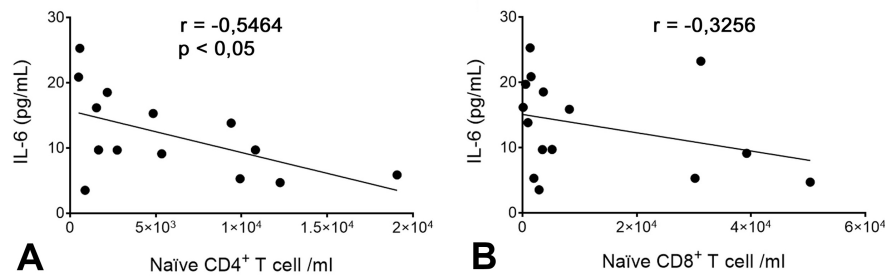 r = -0,5464
p < 0,05
30
20
10
0
IL-6 (pg/mL)
0
5×10³
1×10⁴
1.5×10⁴
2×10⁴
Naïve CD4⁺ T cell /ml
A
r = -0,3256
30
20
10
0
IL-6 (pg/mL)
0
2×10⁴
4×10⁴
6×10⁴
Naïve CD8⁺ T cell /ml
B